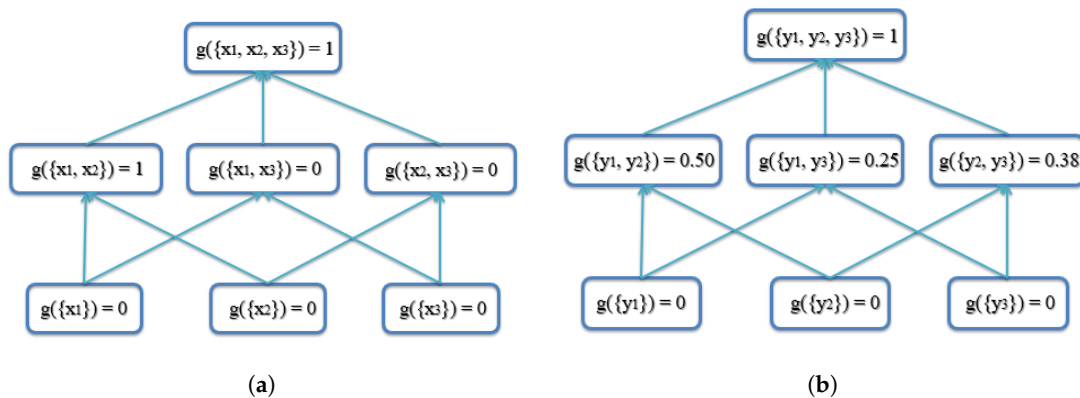 g({x1, x2, x3}) = 1
g({x1, x2}) = 1
g({x1, x3}) = 0
g({x2, x3}) = 0
g({x1}) = 0
g({x2}) = 0
g({x3}) = 0
(a)
g({y1, y2, y3}) = 1
g({y1, y2}) = 0.50
g({y1, y3}) = 0.25
g({y2, y3}) = 0.38
g({y1}) = 0
g({y2}) = 0
g({y3}) = 0
(b)